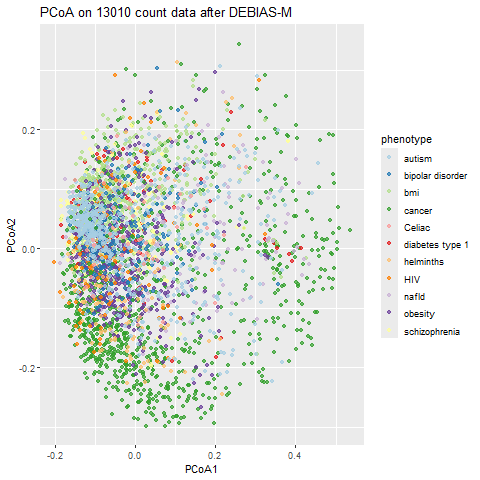 PCoA on 13010 count data after DEBIAS-M
PCoA2
0.2
0.0
-0.2
-0.2
0.0
0.2
0.4
PCoA1
phenotype
autism
bipolar disorder
bmi
cancer
Celiac
diabetes type 1
helminths
HIV
nafld
obesity
schizophrenia